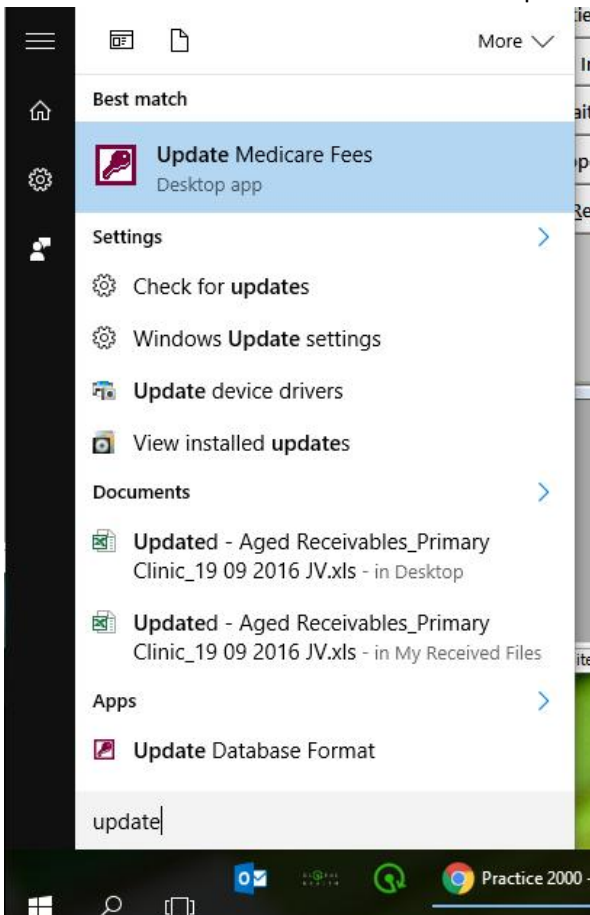 More
Best match
Update Medicare Fees
Desktop app
Settings
Check for updates
Windows Update settings
Update device drivers
View installed updates
Documents
Updated - Aged Receivables_Primary
Clinic_19 09 2016 JV.xls - in Desktop
Updated - Aged Receivables_Primary
Clinic_19 09 2016 JV.xls - in My Received Files
Apps
Update Database Format
update
Practice 2000 -